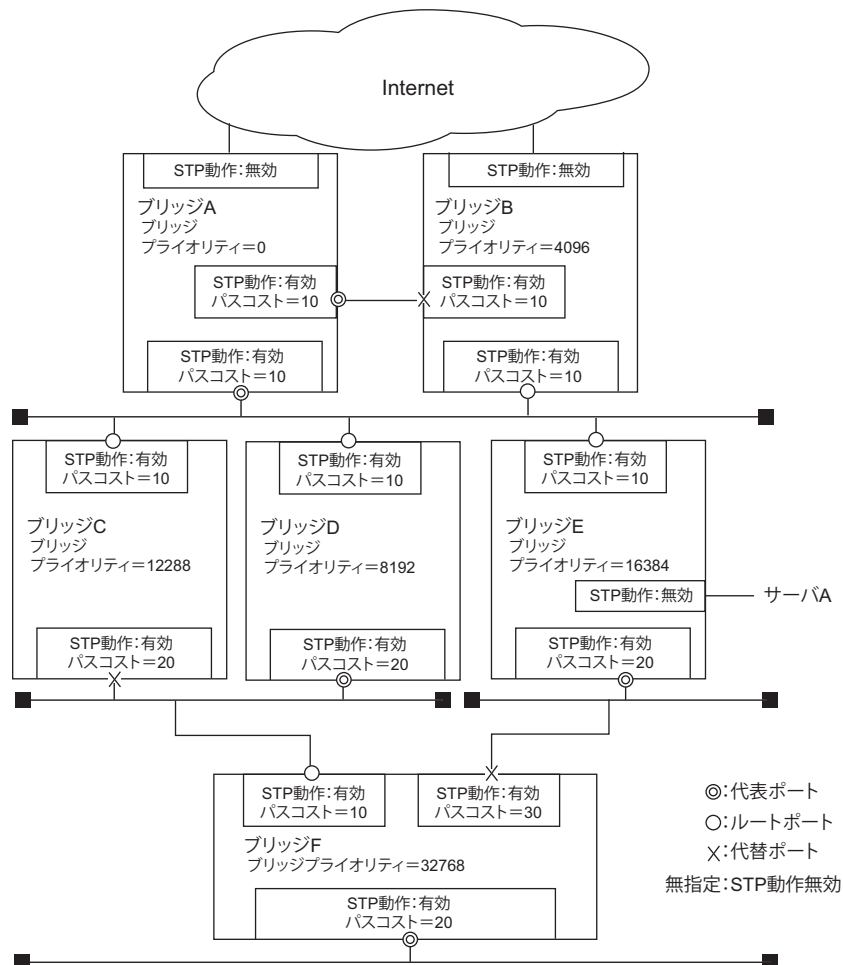 Internet
STP動作:無効
ブリッジA
ブリッジ
プライオリティ=0
STP動作:有効
パスコスト=10
STP動作:有効
パスコスト=10
STP動作:無効
ブリッジB
ブリッジ
プライオリティ=4096
STP動作:有効
パスコスト=10
STP動作:有効
パスコスト=10
STP動作:有効
パスコスト=10
ブリッジC
ブリッジ
プライオリティ=12288
STP動作:有効
パスコスト=20
STP動作:有効
パスコスト=10
ブリッジD
ブリッジ
プライオリティ=8192
STP動作:有効
パスコスト=20
STP動作:有効
パスコスト=10
ブリッジE
ブリッジ
プライオリティ=16384
STP動作:無効
サーバA
STP動作:有効
パスコスト=20
STP動作:有効
パスコスト=10
STP動作:有効
パスコスト=30
ブリッジF
ブリッジプライオリティ=32768
STP動作:有効
パスコスト=20
◎:代表ポート
○:ルートポート
×:代替ポート
無指定:STP動作無効